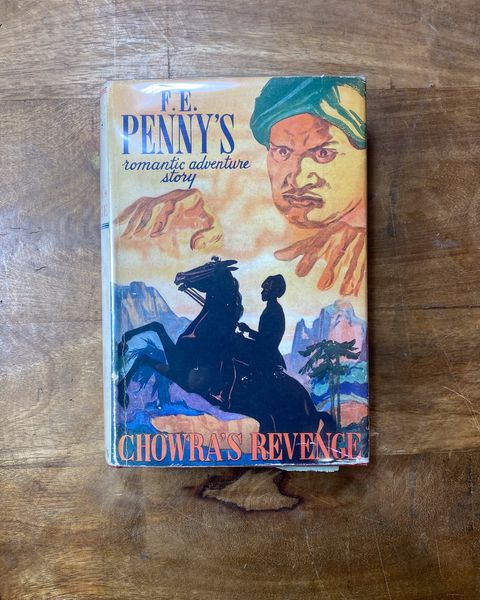 F. E.
PENNY'S
romantic adventure
story
CHOWRA'S REVENGE